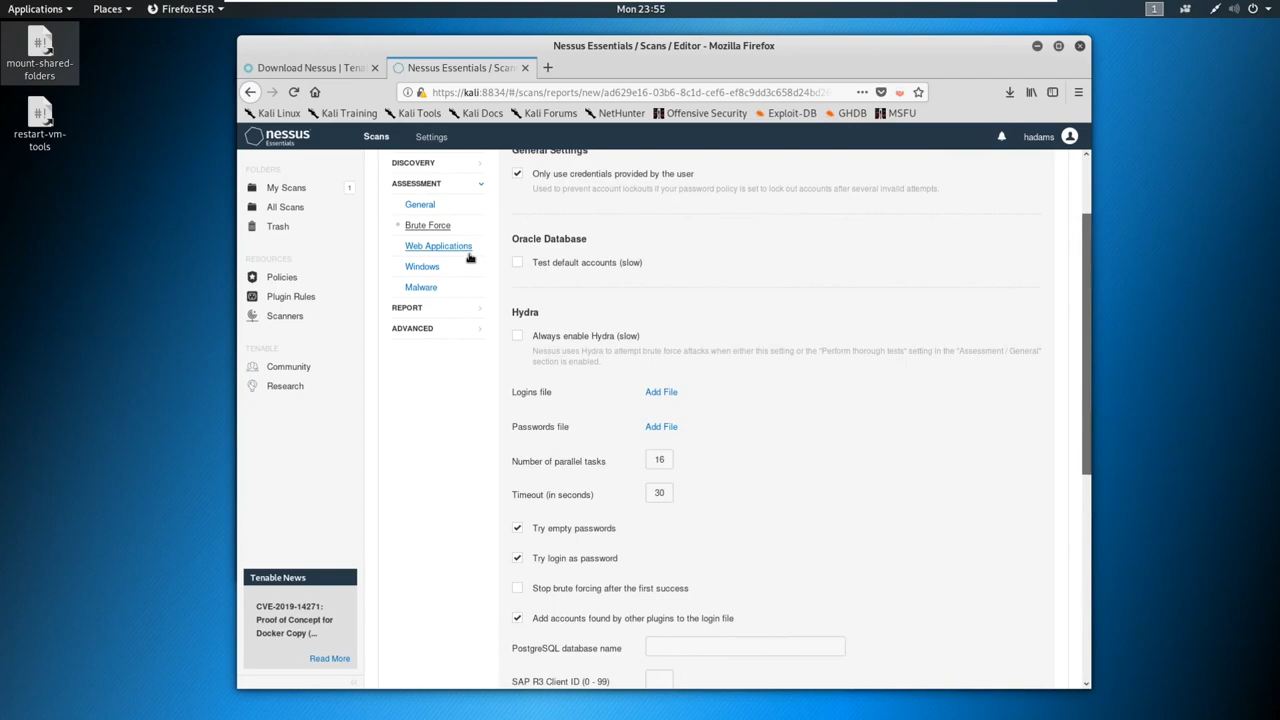 Applications
Places
Firefox ESR
Mon 23:55
1
mount-shared-
folders
restart-vm-
tools
Nessus Essentials / Scans / Editor - Mozilla Firefox
Download Nessus | Tena
Nessus Essentials / Scan
https://kali:8834/#/scans/reports/new/ad629e16-03b6-8c1d-cef6-ef8c9dd3c658d24bd26
Kali Linux
Kali Training
Kali Tools
Kali Docs
Kali Forums
NetHunter
Offensive Security
Exploit-DB
GHDB
MSFU
nessus
Essentials
Scans
Settings
hadams
FOLDERS
My Scans
1
All Scans
Trash
RESOURCES
Policies
Plugin Rules
Scanners
TENABLE
Community
Research
Tenable News
CVE-2019-14271:
Proof of Concept for
Docker Copy (...
Read More
DISCOVERY
ASSESSMENT
General
Brute Force
Web Applications
Windows
Malware
REPORT
ADVANCED
General Settings
Only use credentials provided by the user
Used to prevent account lockouts if your password policy is set to lock out accounts after several invalid attempts.
Oracle Database
Test default accounts (slow)
Hydra
Always enable Hydra (slow)
Nessus uses Hydra to attempt brute force attacks when either this setting or the "Perform thorough tests" setting in the "Assessment / General"
section is enabled.
Logins file
Add File
Passwords file
Add File
Number of parallel tasks
16
Timeout (in seconds)
30
Try empty passwords
Try login as password
Stop brute forcing after the first success
Add accounts found by other plugins to the login file
PostgreSQL database name
SAP R3 Client ID (0 - 99)